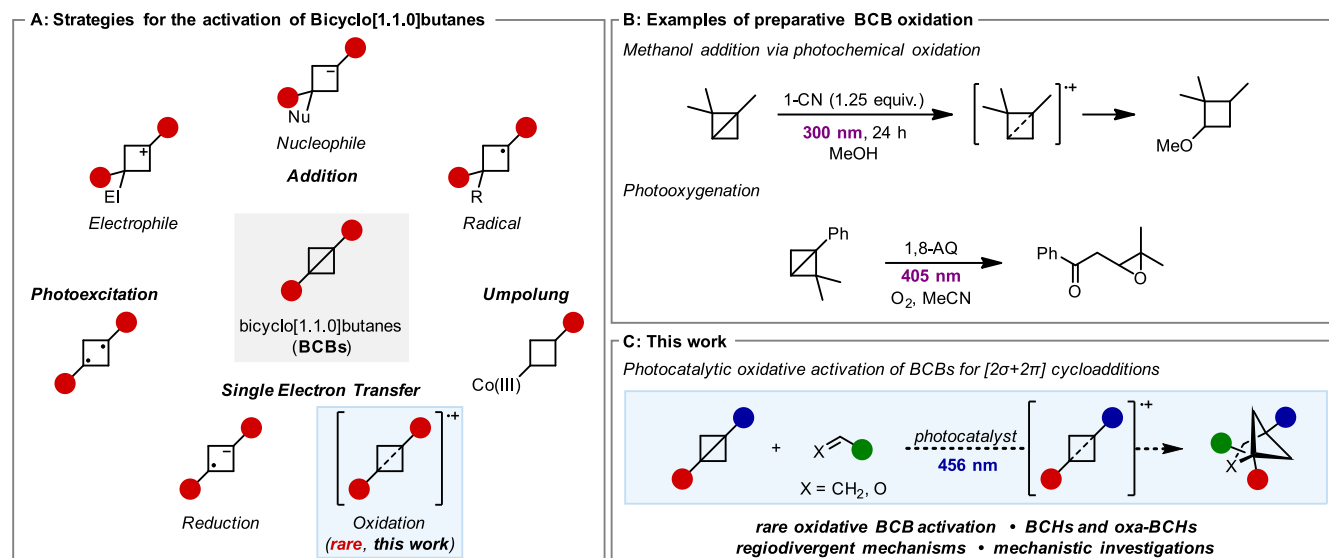 A: Strategies for the activation of Bicyclo[1.1.0]butanes
Nu
Nucleophile
Addition
El
Electrophile
R
Radical
Photoexcitation
bicyclo[1.1.0]butanes
(BCBs)
Umpolung
Co(III)
Single Electron Transfer
Reduction
Oxidation
(rare, this work)
B: Examples of preparative BCB oxidation
Methanol addition via photochemical oxidation
1-CN (1.25 equiv.)
300 nm, 24 h
MeOH
MeO
Photooxygenation
Ph
1,8-AQ
405 nm
O₂, MeCN
Ph
O
O
C: This work
Photocatalytic oxidative activation of BCBs for [2σ+2π] cycloadditions
+
X
X = CH₂, O
photocatalyst
456 nm
X
rare oxidative BCB activation • BCHs and oxa-BCHs
regiodivergent mechanisms • mechanistic investigations